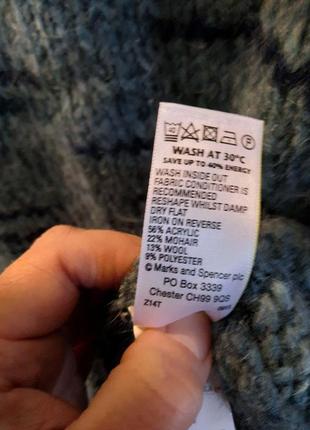 WASH AT 30°C
SAVE UP TO 40% ENERGY
WASH INSIDE OUT
FABRIC CONDITIONER IS
RECOMMENDED
RESHAPE WHILST DAMP
DRY FLAT
IRON ON REVERSE
56% ACRYLIC
22% MOHAIR
13% WOOL
9% POLYESTER
© Marks and Spencer plc
PO Box 3339
Chester CH99 9QS
Z14T